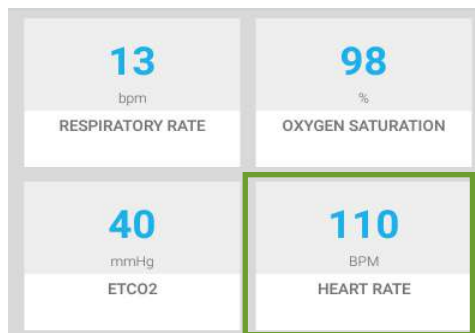 13
bpm
RESPIRATORY RATE
98
%
OXYGEN SATURATION
40
mmHg
ETCO2
110
BPM
HEART RATE